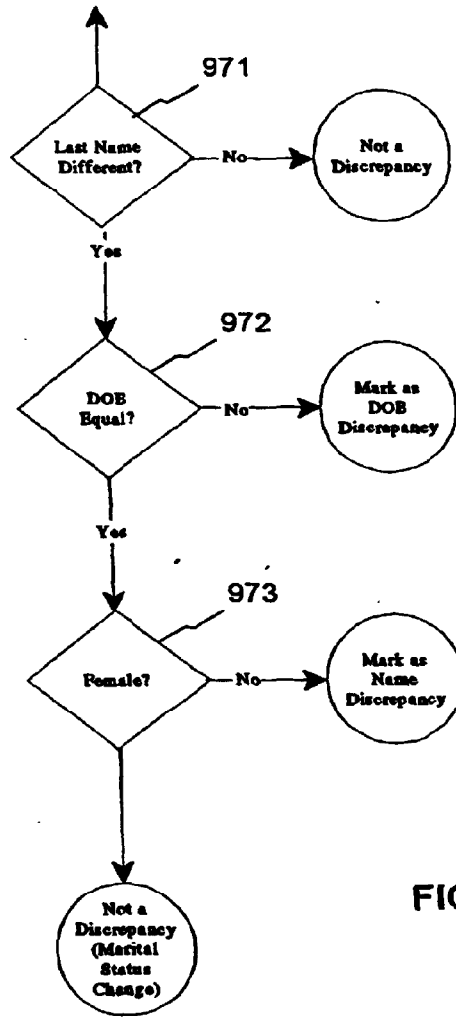 971
Last Name
Different?
No
Not a
Discrepancy
Yes
972
DOB
Equal?
No
Mark as
DOB
Discrepancy
Yes
973
Female?
No
Mark as
Name
Discrepancy
Not a
Discrepancy
(Marital
Status
Change)
FIG